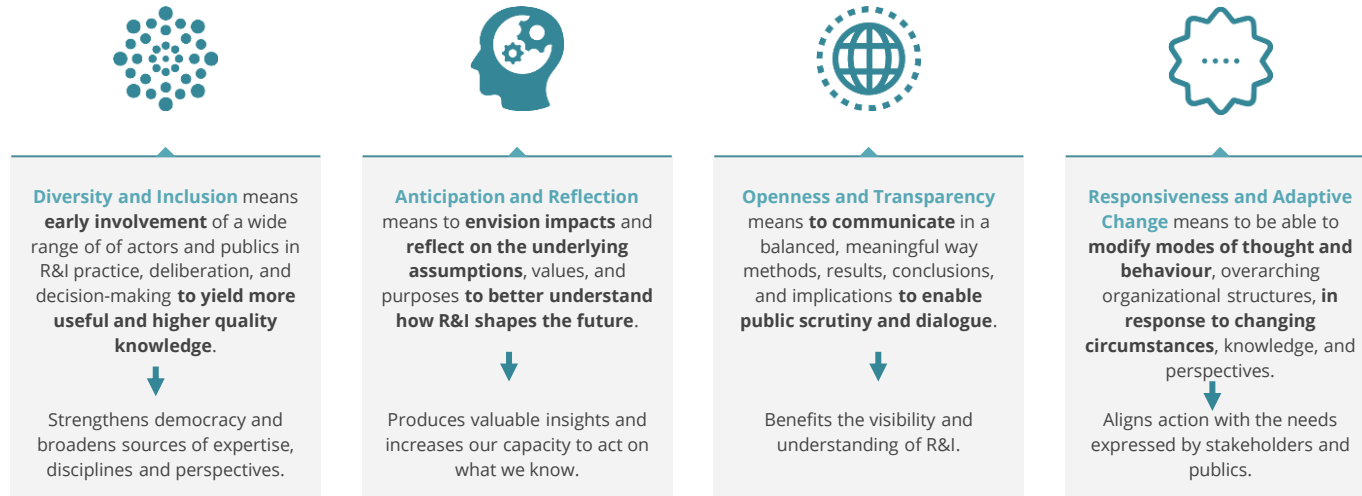 Diversity and Inclusion means
early involvement of a wide
range of of actors and publics in
R&I practice, deliberation, and
decision-making to yield more
useful and higher quality
knowledge.
Strengthens democracy and
broadens sources of expertise,
disciplines and perspectives.
Anticipation and Reflection
means to envision impacts and
reflect on the underlying
assumptions, values, and
purposes to better understand
how R&I shapes the future.
Produces valuable insights and
increases our capacity to act on
what we know.
Openness and Transparency
means to communicate in a
balanced, meaningful way
methods, results, conclusions,
and implications to enable
public scrutiny and dialogue.
Benefits the visibility and
understanding of R&I.
Responsiveness and Adaptive
Change means to be able to
modify modes of thought and
behaviour, overarching
organizational structures, in
response to changing
circumstances, knowledge, and
perspectives.
Aligns action with the needs
expressed by stakeholders and
publics.